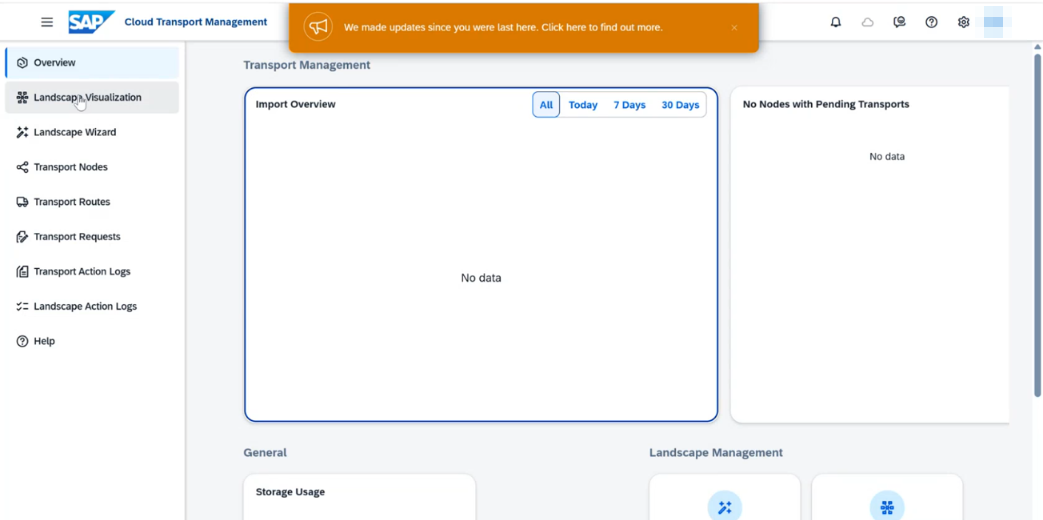 SAP Cloud Transport Management
We made updates since you were last here. Click here to find out more.
Overview
Landscape Visualization
Landscape Wizard
Transport Nodes
Transport Routes
Transport Requests
Transport Action Logs
Landscape Action Logs
Help
Transport Management
Import Overview
All Today 7 Days 30 Days
No data
No Nodes with Pending Transports
No data
General
Storage Usage
Landscape Management